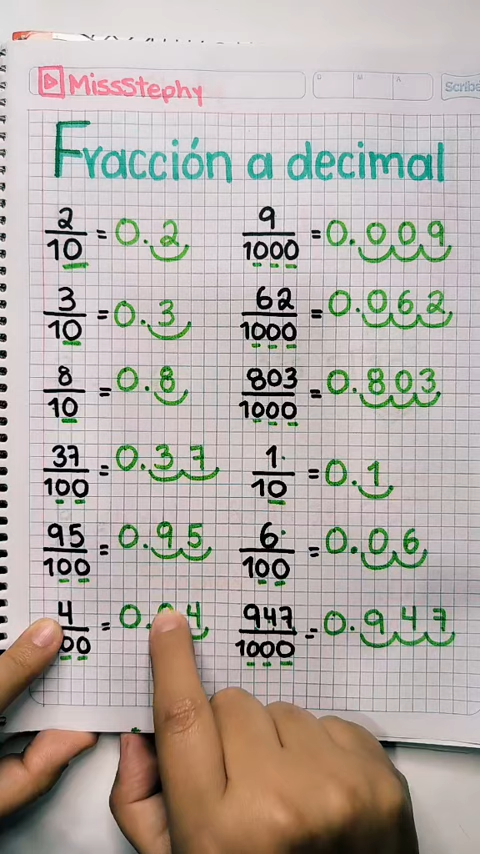 MissStephy
D M A
Scribe
Fracción a decimal
2/10 = 0.2
3/10 = 0.3
8/10 = 0.8
37/100 = 0.37
95/100 = 0.95
9/1000 = 0.009
62/1000 = 0.062
803/1000 = 0.803
1/10 = 0.1
6/100 = 0.06
947/1000 = 0.947